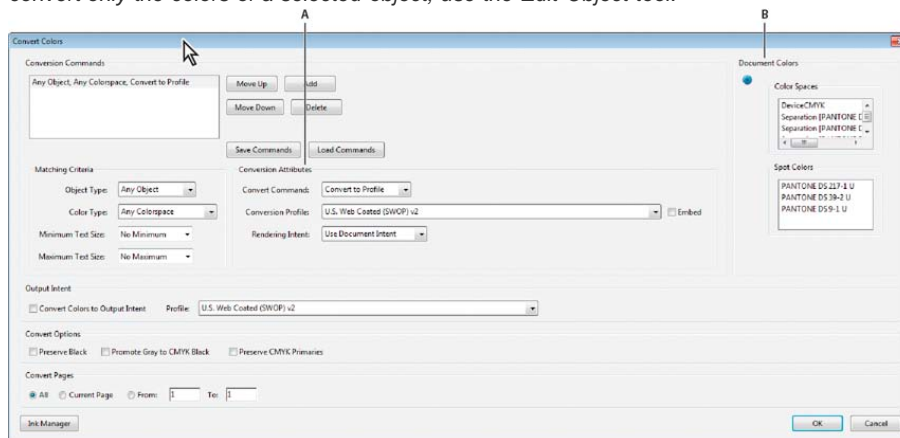 convert only the colors of a selected object, use the Edit Object tool.
A
B
Convert Colors
Conversion Commands
Any Object, Any Colorspace, Convert to Profile
Move Up
Add
Move Down
Delete
Save Commands
Load Commands
Matching Criteria
Object Type: Any Object
Color Type: Any Colorspace
Minimum Text Size: No Minimum
Maximum Text Size: No Maximum
Conversion Attributes
Convert Command: Convert to Profile
Conversion Profile: U.S. Web Coated (SWOP) v2 Embed
Rendering Intent: Use Document Intent
Document Colors
Color Spaces
DeviceCMYK
Separation [PANTONE
Separation [PANTONE
Spot Colors
PANTONE DS 217-1 U
PANTONE DS 39-2 U
PANTONE DS 9-1 U
Output Intent
Convert Colors to Output Intent Profile: U.S. Web Coated (SWOP) v2
Convert Options
Preserve Black Promote Gray to CMYK Black Preserve CMYK Primaries
Convert Pages
All Current Page From: 1 To: 1
Ink Manager
OK
Cancel